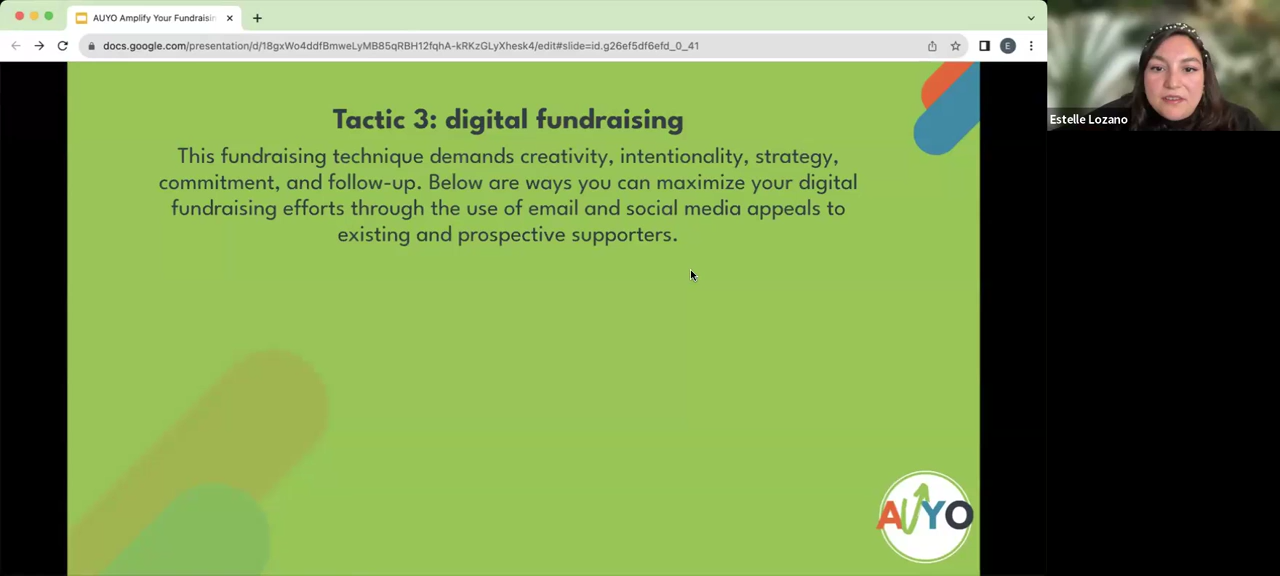 AUYO Amplify Your Fundraisin
docs.google.com/presentation/d/18gxWo4ddfBmweLyMB85qRBH12fqhA-kRKzGLyXhesk4/edit#slide=id.g26ef5df6efd_0_41
E
Estelle Lozano
Tactic 3: digital fundraising
This fundraising technique demands creativity, intentionality, strategy,
commitment, and follow-up. Below are ways you can maximize your digital
fundraising efforts through the use of email and social media appeals to
existing and prospective supporters.
AUYO